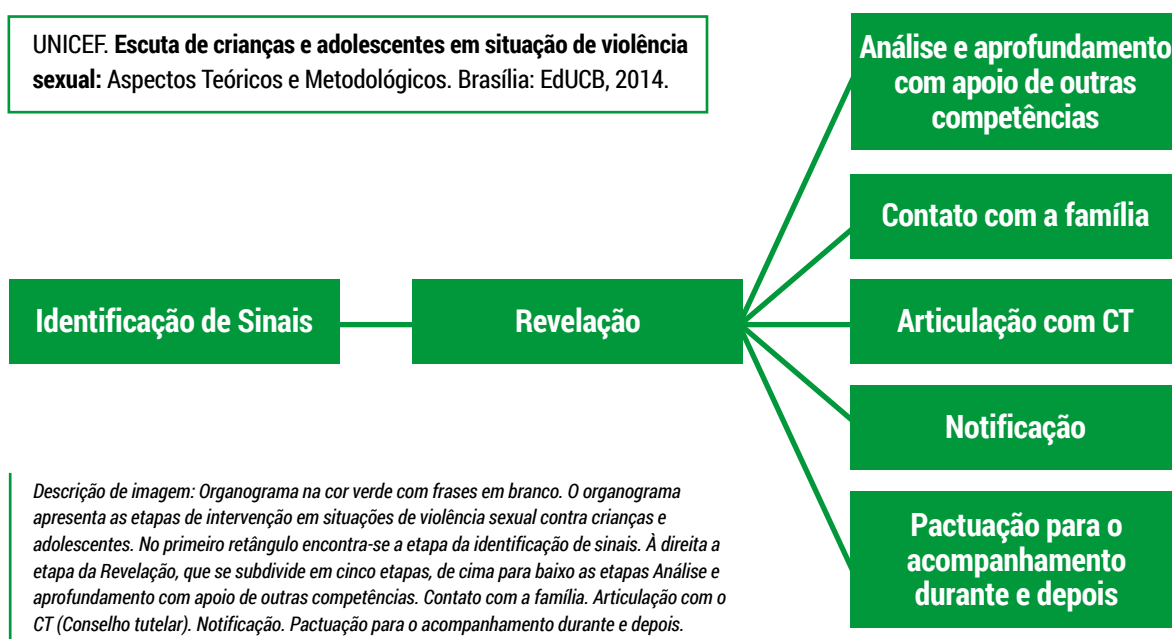 UNICEF. Escuta de crianças e adolescentes em situação de violência
sexual: Aspectos Teóricos e Metodológicos. Brasília: EdUCB, 2014.
Identificação de Sinais
Revelação
Análise e aprofundamento
com apoio de outras
competências
Contato com a família
Articulação com CT
Notificação
Pactuação para o
acompanhamento
durante e depois
Descrição de imagem: Organograma na cor verde com frases em branco. O organograma
apresenta as etapas de intervenção em situações de violência sexual contra crianças e
adolescentes. No primeiro retângulo encontra-se a etapa da identificação de sinais. À direita a
etapa da Revelação, que se subdivide em cinco etapas, de cima para baixo as etapas Análise e
aprofundamento com apoio de outras competências. Contato com a família. Articulação com o
CT (Conselho tutelar). Notificação. Pactuação para o acompanhamento durante e depois.